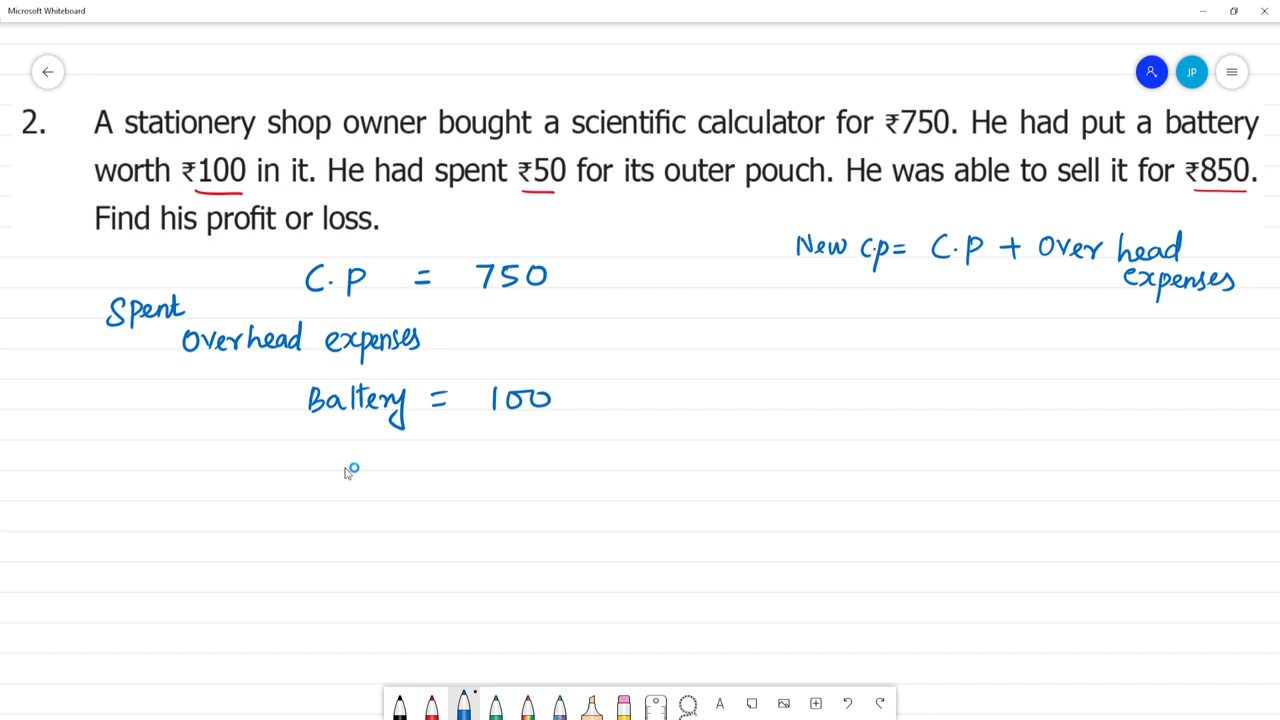 Microsoft Whiteboard
JP
2. A stationery shop owner bought a scientific calculator for ₹750. He had put a battery
worth ₹100 in it. He had spent ₹50 for its outer pouch. He was able to sell it for ₹850.
Find his profit or loss.
New cp= C.P + Over head
expenses
C.P = 750
Spent
Overhead expenses
Battery = 100
A